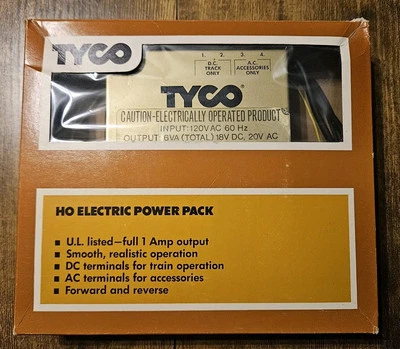 TYCO
1. 2. 3. 4.
D.C. A.C.
TRACK ACCESSORIES
ONLY ONLY
TYCO®
CAUTION-ELECTRICALLY OPERATED PRODUCT
INPUT: 120V AC 60 Hz
OUTPUT: 6VA (TOTAL) 18V DC, 20V AC
HO ELECTRIC POWER PACK
▪ U.L. listed—full 1 Amp output
▪ Smooth, realistic operation
▪ DC terminals for train operation
▪ AC terminals for accessories
▪ Forward and reverse